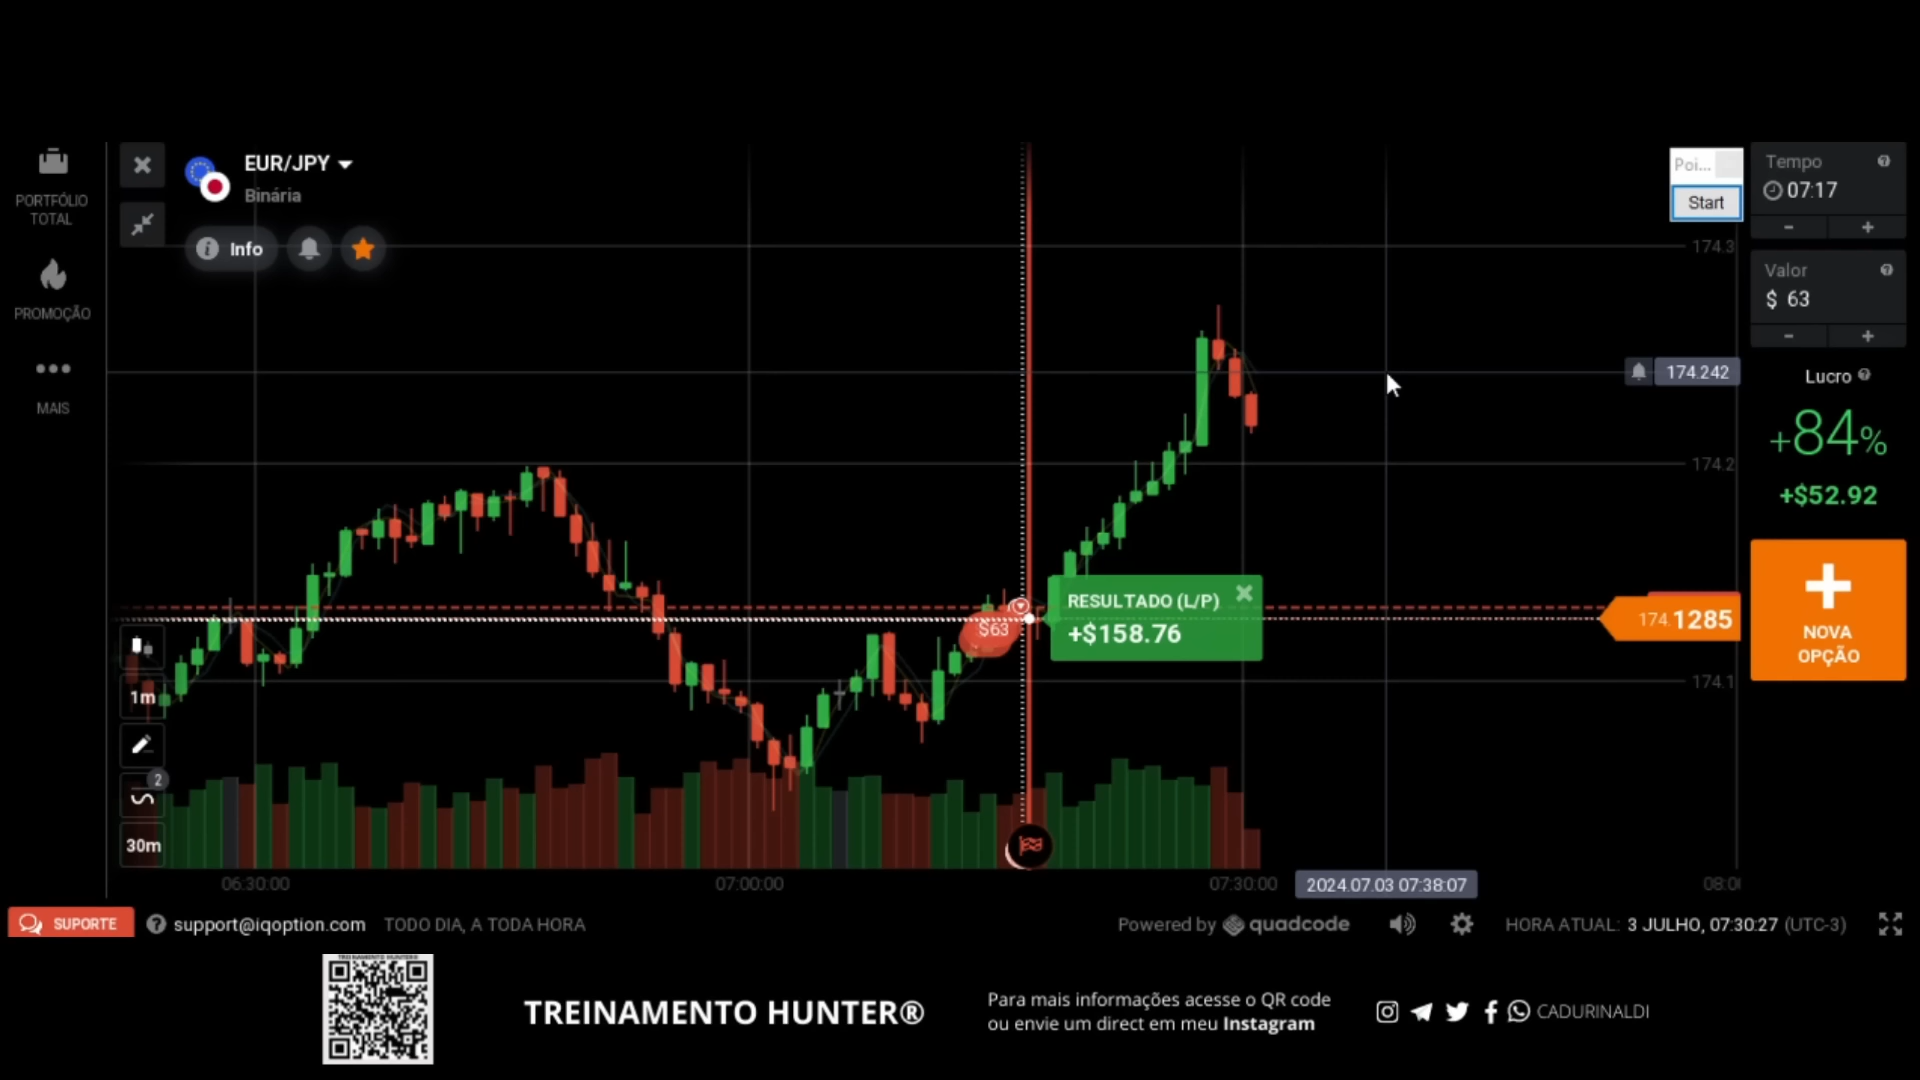 PORTFÓLIO
TOTAL
PROMOÇÃO
MAIS
EUR/JPY
Binária
Info
1m
2
30m
$63
RESULTADO (L/P)
+$158.76
Poi...
Start
174.3
174.242
174.2
174.1285
174.1
06:30:00
07:00:00
07:30:00
2024.07.03 07:38:07
Tempo
07:17
-
+
Valor
$ 63
-
+
Lucro
+84%
+$52.92
NOVA
OPÇÃO
SUPORTE
support@iqoption.com
TODO DIA, A TODA HORA
Powered by quadcode
HORA ATUAL: 3 JULHO, 07:30:27 (UTC-3)
TREINAMENTO HUNTER®
Para mais informações acesse o QR code
ou envie um direct em meu Instagram
CADURINALDI